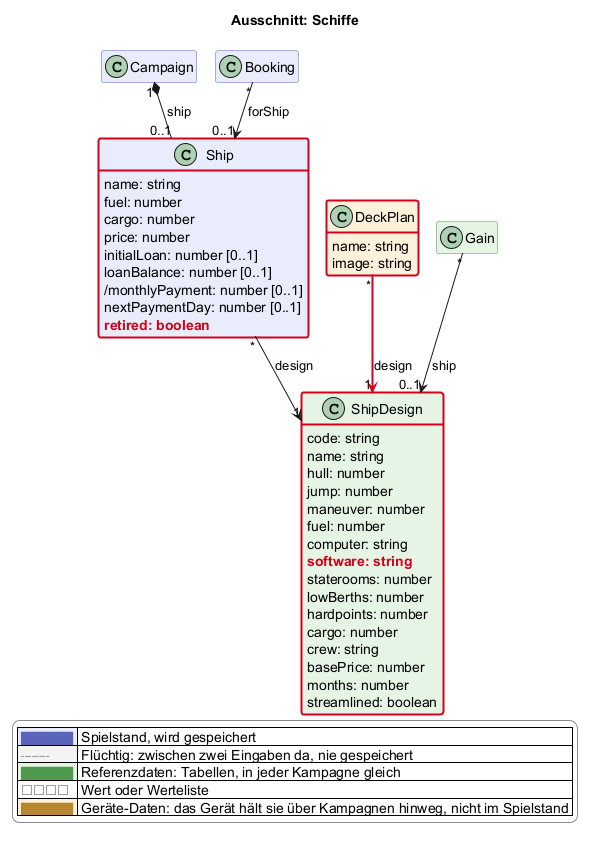 Ausschnitt: Schiffe
C Campaign
C Booking
1
*
ship
forShip
0..1
0..1
C Ship
name: string
fuel: number
cargo: number
price: number
initialLoan: number [0..1]
loanBalance: number [0..1]
/monthlyPayment: number [0..1]
nextPaymentDay: number [0..1]
retired: boolean
C DeckPlan
name: string
image: string
C Gain
*
*
*
design
design
ship
1
1
0..1
C ShipDesign
code: string
name: string
hull: number
jump: number
maneuver: number
fuel: number
computer: string
software: string
staterooms: number
lowBerths: number
hardpoints: number
cargo: number
crew: string
basePrice: number
months: number
streamlined: boolean
Spielstand, wird gespeichert
Flüchtig: zwischen zwei Eingaben da, nie gespeichert
Referenzdaten: Tabellen, in jeder Kampagne gleich
□□□□ Wert oder Werteliste
Geräte-Daten: das Gerät hält sie über Kampagnen hinweg, nicht im Spielstand